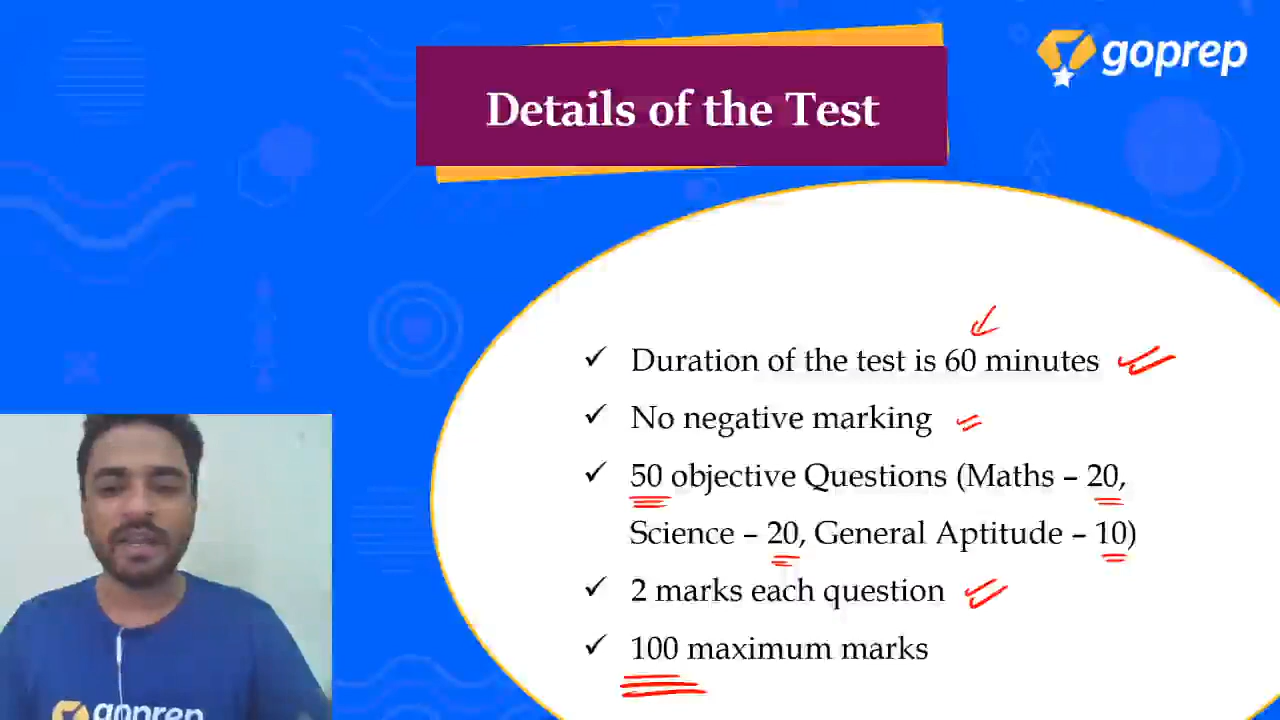 goprep
Details of the Test
✓ Duration of the test is 60 minutes
✓ No negative marking
✓ 50 objective Questions (Maths – 20,
Science – 20, General Aptitude – 10)
✓ 2 marks each question
✓ 100 maximum marks
goprep